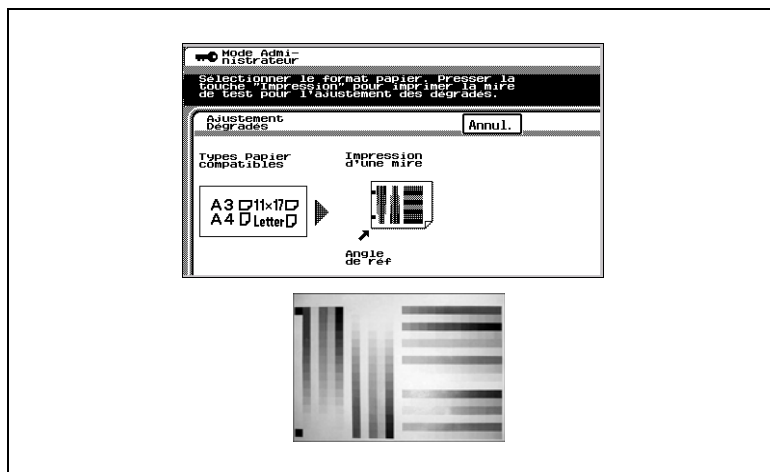 Mode Admi-
nistrateur
Sélectionner le format papier. Presser la
touche "Impression" pour imprimer la mire
de test pour l'ajustement des dégradés.
Ajustement
Dégradés
Annul.
Types Papier
compatibles
Impression
d'une mire
A3 11×17
A4 Letter
Angle
de réf